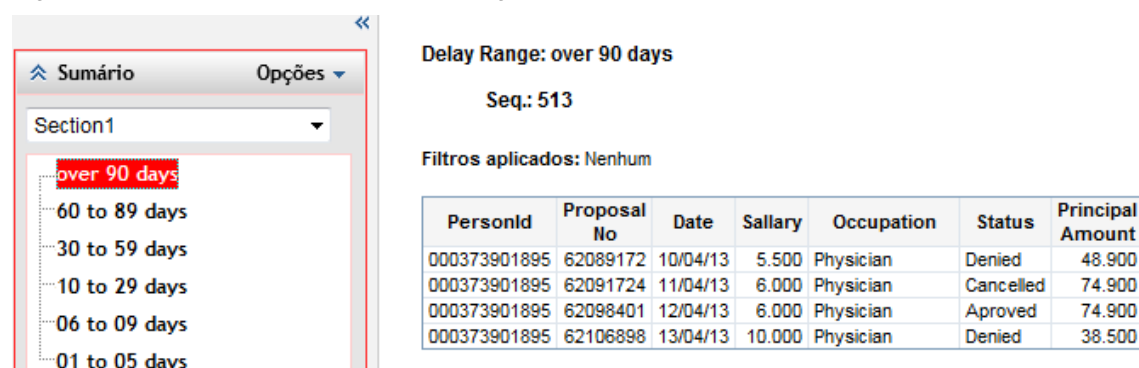 «
Sumário Opções
Section1
over 90 days
60 to 89 days
30 to 59 days
10 to 29 days
06 to 09 days
01 to 05 days
Delay Range: over 90 days
Seq.: 513
Filtros aplicados: Nenhum
PersonId Proposal No Date Sallary Occupation Status Principal Amount
000373901895 62089172 10/04/13 5.500 Physician Denied 48.900
000373901895 62091724 11/04/13 6.000 Physician Cancelled 74.900
000373901895 62098401 12/04/13 6.000 Physician Aproved 74.900
000373901895 62106898 13/04/13 10.000 Physician Denied 38.500